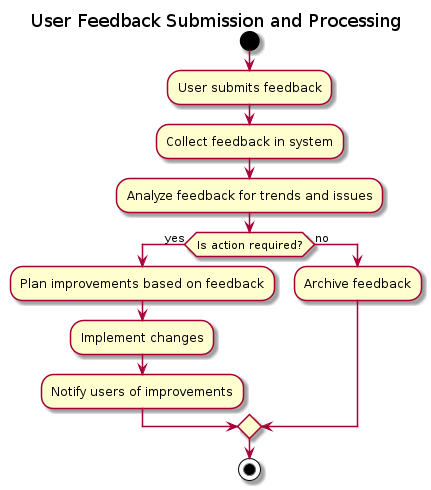 User Feedback Submission and Processing
User submits feedback
Collect feedback in system
Analyze feedback for trends and issues
yes
Is action required?
no
Plan improvements based on feedback
Archive feedback
Implement changes
Notify users of improvements